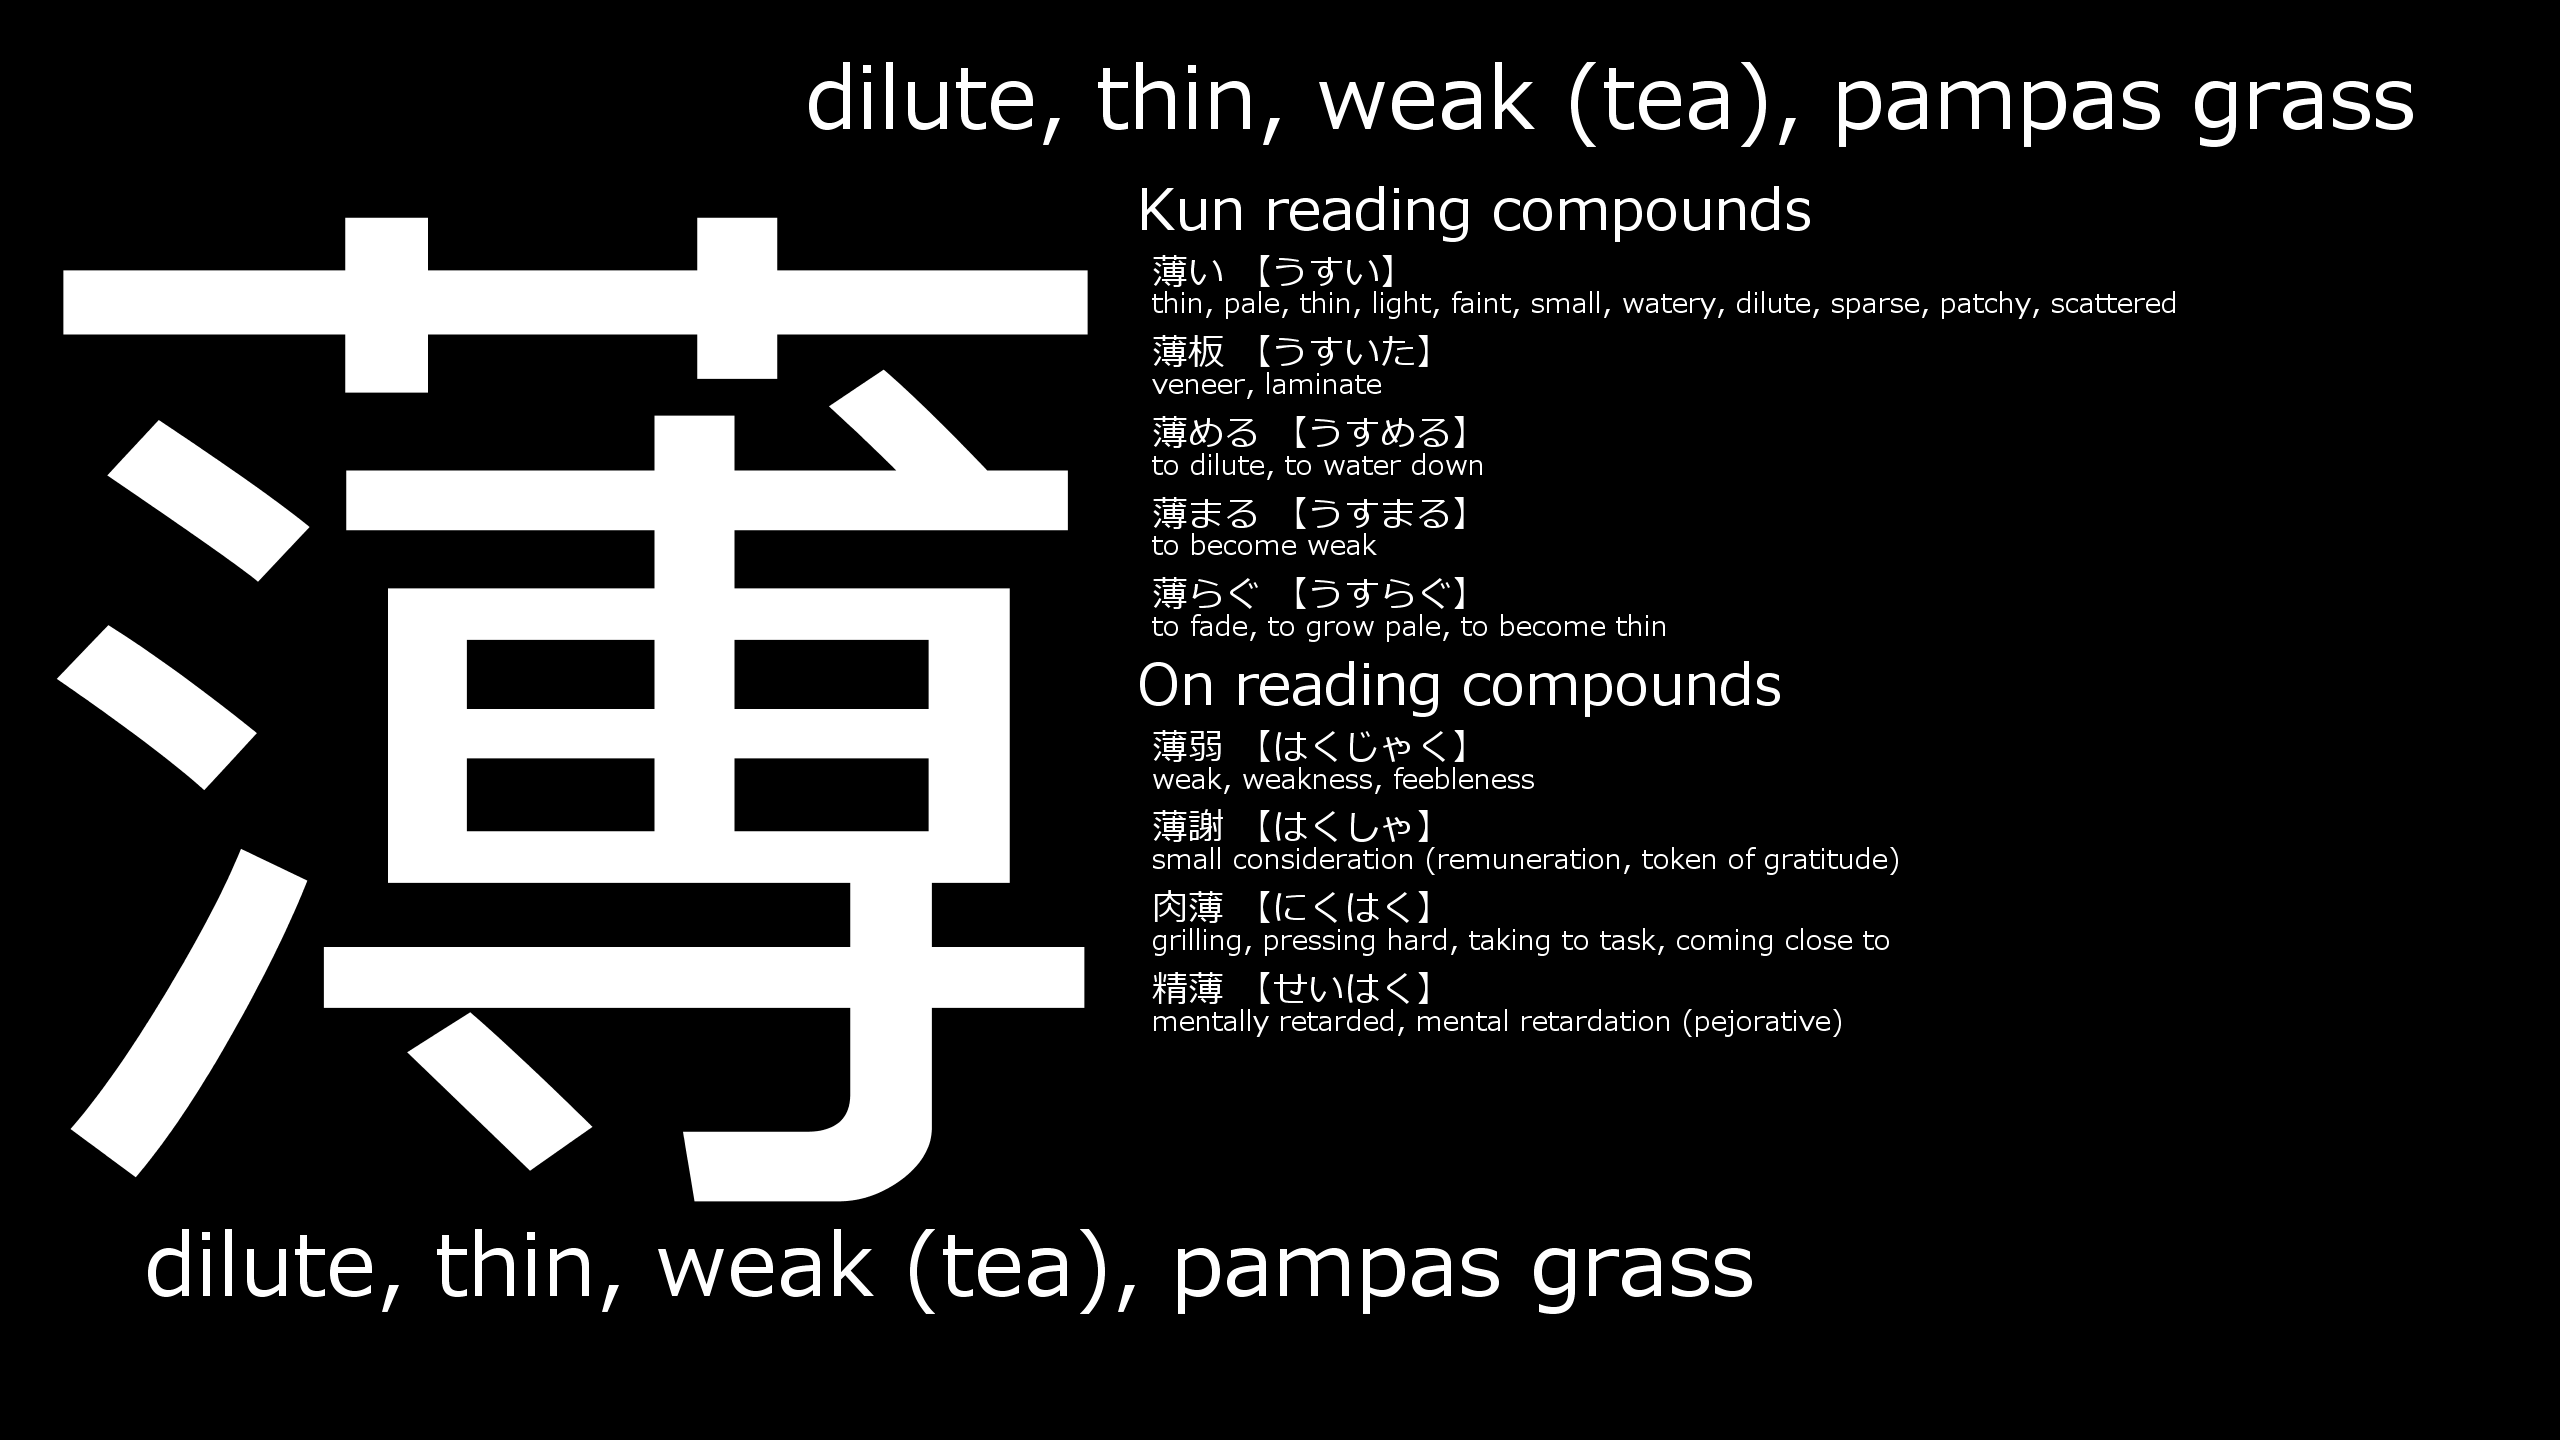 dilute, thin, weak (tea), pampas grass
薄
Kun reading compounds
薄い 【うすい】
thin, pale, thin, light, faint, small, watery, dilute, sparse, patchy, scattered
薄板 【うすいた】
veneer, laminate
薄める 【うすめる】
to dilute, to water down
薄まる 【うすまる】
to become weak
薄らぐ 【うすらぐ】
to fade, to grow pale, to become thin
On reading compounds
薄弱 【はくじゃく】
weak, weakness, feebleness
薄謝 【はくしゃ】
small consideration (remuneration, token of gratitude)
肉薄 【にくはく】
grilling, pressing hard, taking to task, coming close to
精薄 【せいはく】
mentally retarded, mental retardation (pejorative)
dilute, thin, weak (tea), pampas grass